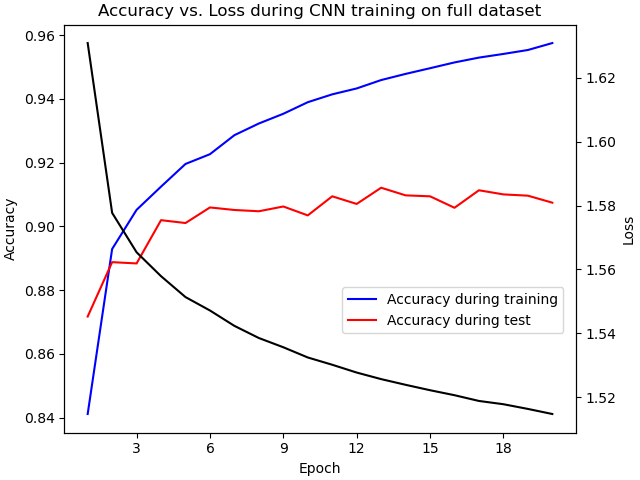 Accuracy vs. Loss during CNN training on full dataset
0.96
0.94
0.92
0.90
0.88
0.86
0.84
Accuracy
1.62
1.60
1.58
1.56
1.54
1.52
Loss
Accuracy during training
Accuracy during test
3 6 9 12 15 18
Epoch